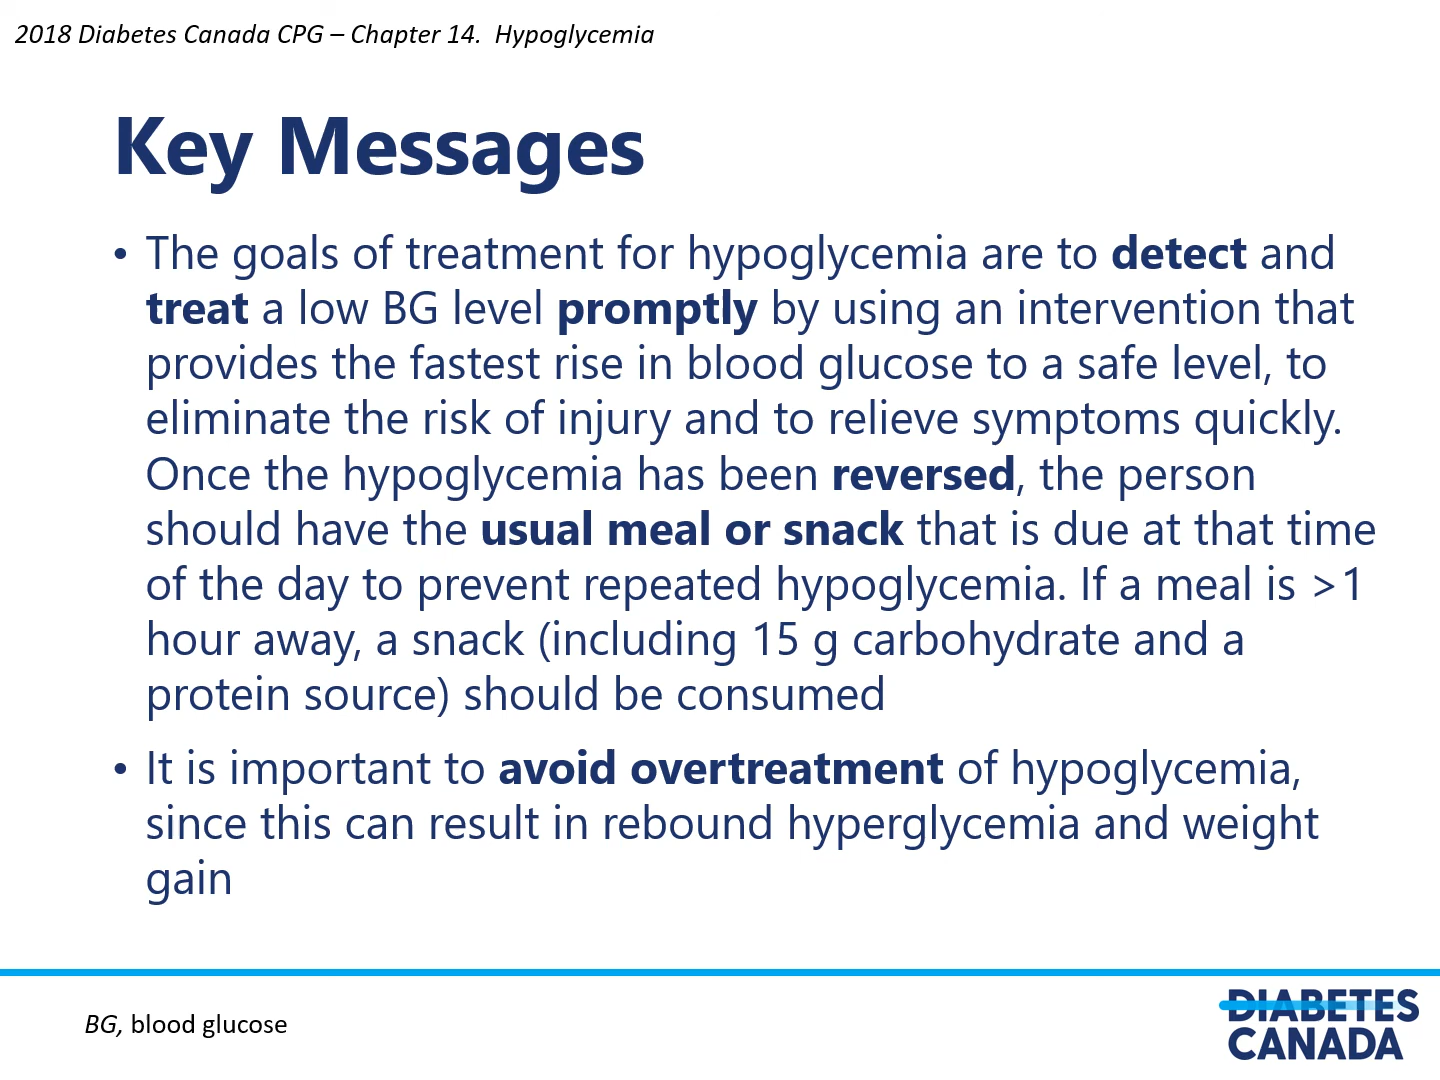 2018 Diabetes Canada CPG – Chapter 14.  Hypoglycemia
Key Messages
• The goals of treatment for hypoglycemia are to detect and
treat a low BG level promptly by using an intervention that
provides the fastest rise in blood glucose to a safe level, to
eliminate the risk of injury and to relieve symptoms quickly.
Once the hypoglycemia has been reversed, the person
should have the usual meal or snack that is due at that time
of the day to prevent repeated hypoglycemia. If a meal is >1
hour away, a snack (including 15 g carbohydrate and a
protein source) should be consumed
• It is important to avoid overtreatment of hypoglycemia,
since this can result in rebound hyperglycemia and weight
gain
BG, blood glucose
DIABETES
CANADA